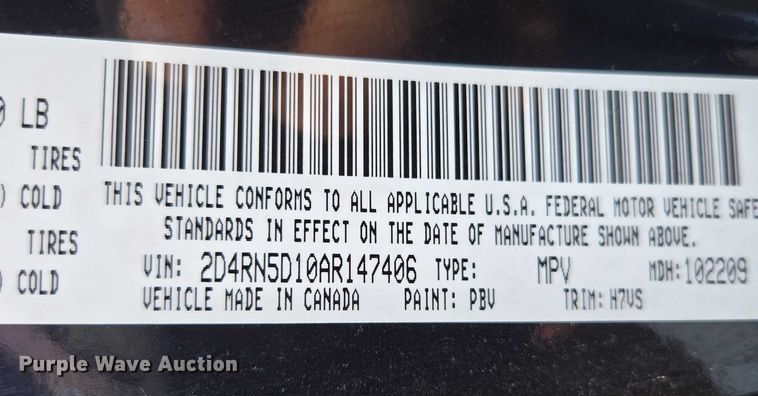 0 LB
TIRES
) COLD
TIRES
) COLD
THIS VEHICLE CONFORMS TO ALL APPLICABLE U.S.A. FEDERAL MOTOR VEHICLE SAFE
STANDARDS IN EFFECT ON THE DATE OF MANUFACTURE SHOWN ABOVE.
VIN: 2D4RN5D10AR147406 TYPE: MPV MDH:102209
VEHICLE MADE IN CANADA PAINT: PBV TRIM: H7VS
Purple Wave Auction